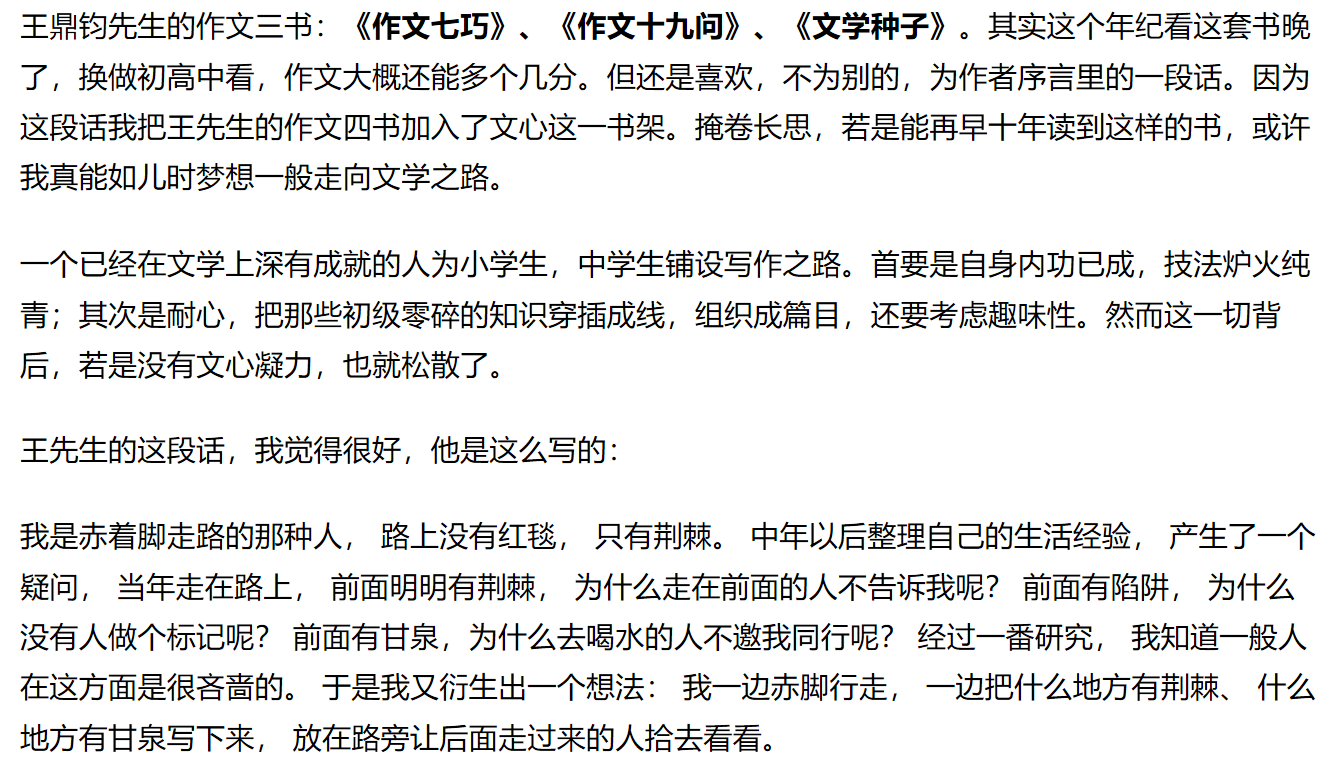 王鼎钧先生的作文三书：《作文七巧》、《作文十九问》、《文学种子》。其实这个年纪看这套书晚
了，换做初高中看，作文大概还能多个几分。但还是喜欢，不为别的，为作者序言里的一段话。因为
这段话我把王先生的作文四书加入了文心这一书架。掩卷长思，若是能再早十年读到这样的书，或许
我真能如儿时梦想一般走向文学之路。
一个已经在文学上深有成就的人为小学生，中学生铺设写作之路。首要是自身内功已成，技法炉火纯
青；其次是耐心，把那些初级零碎的知识穿插成线，组织成篇目，还要考虑趣味性。然而这一切背
后，若是没有文心凝力，也就松散了。
王先生的这段话，我觉得很好，他是这么写的：
我是赤着脚走路的那种人， 路上没有红毯， 只有荆棘。 中年以后整理自己的生活经验， 产生了一个
疑问， 当年走在路上， 前面明明有荆棘， 为什么走在前面的人不告诉我呢？ 前面有陷阱， 为什么
没有人做个标记呢？ 前面有甘泉，为什么去喝水的人不邀我同行呢？ 经过一番研究， 我知道一般人
在这方面是很吝啬的。 于是我又衍生出一个想法： 我一边赤脚行走， 一边把什么地方有荆棘、 什么
地方有甘泉写下来， 放在路旁让后面走过来的人拾去看看。